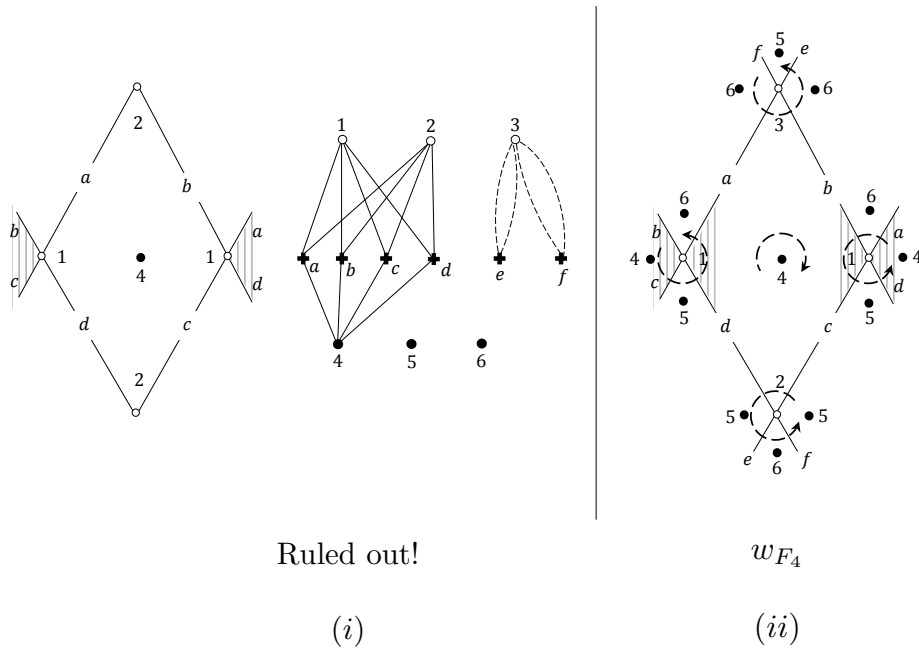 5
f e
6 6
3
2
1 2 3
a b
a b
6 6
b a
1 1
4
c d
b a
4 1 1 4
4
c d
a b c d e f
5 5
d c
d c
4 5 6
2
2
5 5
e 6 f
Ruled out! w_{F_4}
(i) (ii)